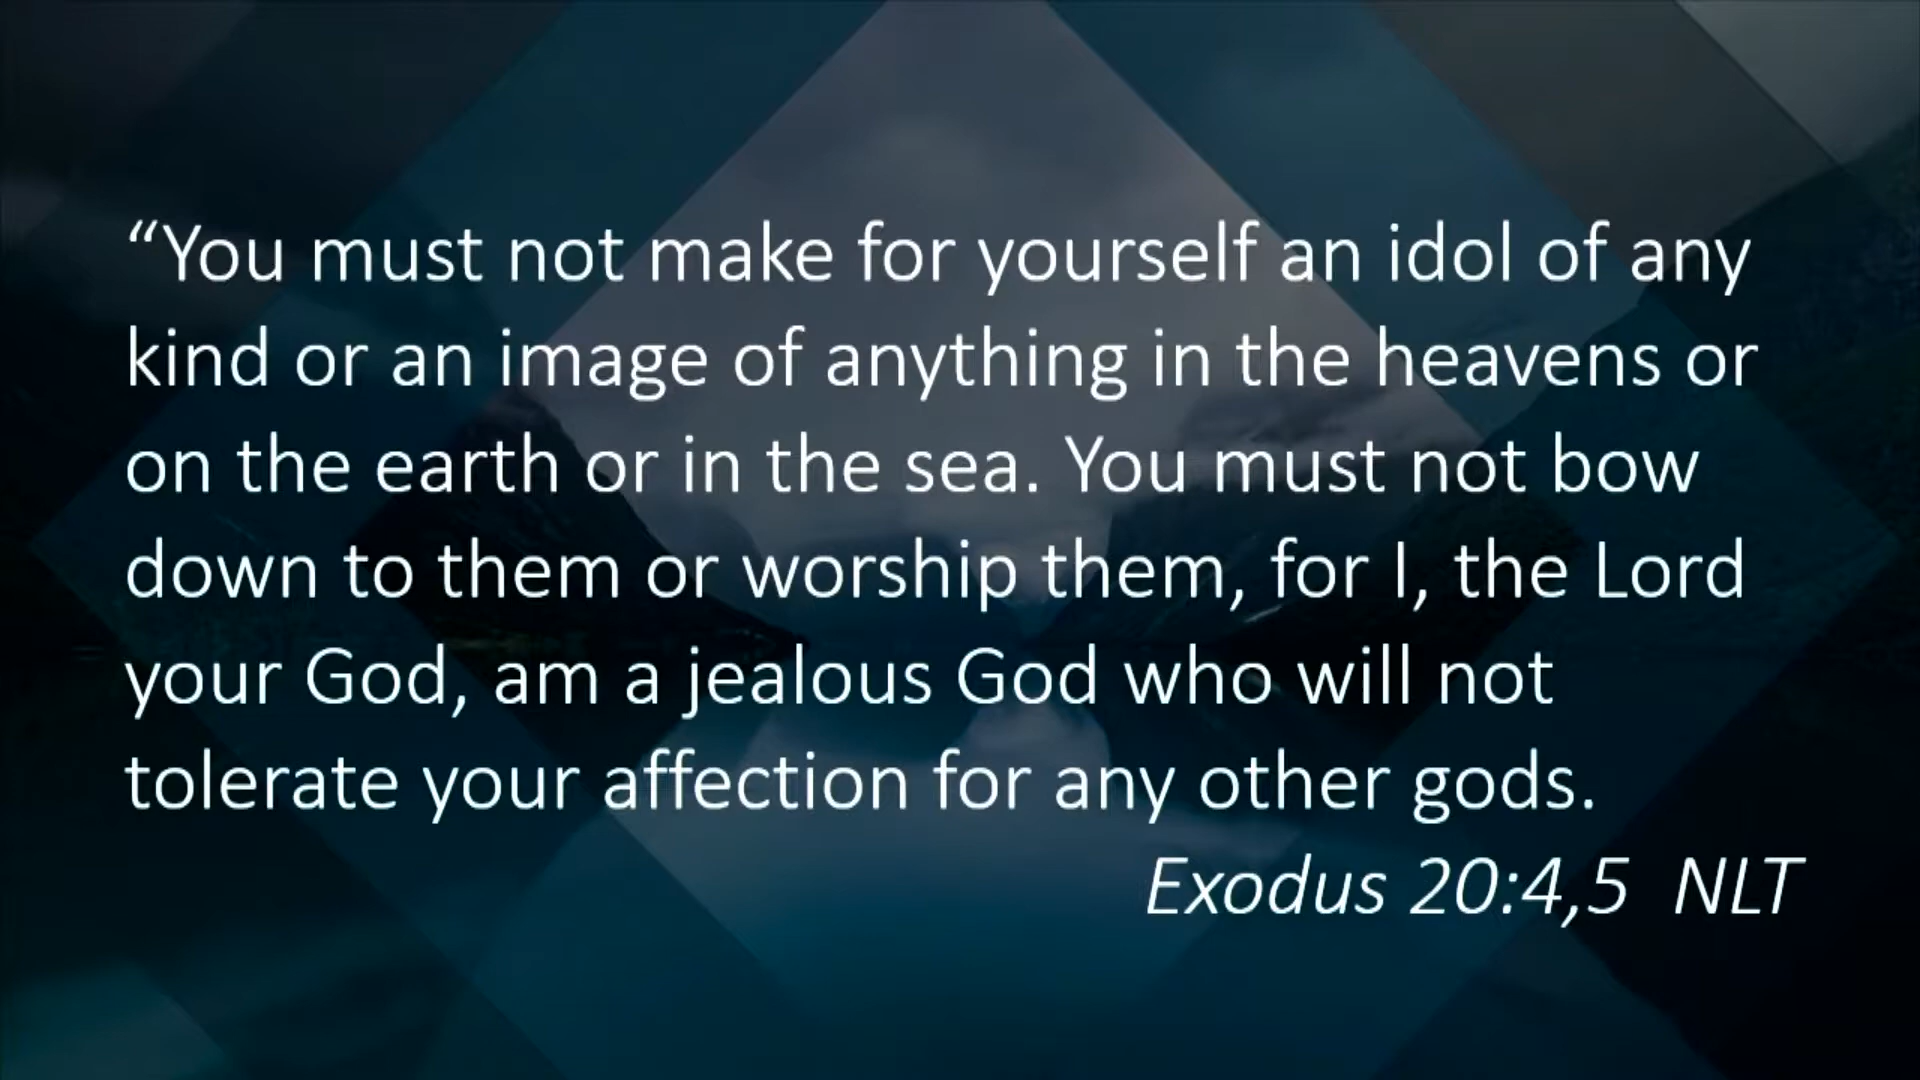 “You must not make for yourself an idol of any
kind or an image of anything in the heavens or
on the earth or in the sea. You must not bow
down to them or worship them, for I, the Lord
your God, am a jealous God who will not
tolerate your affection for any other gods.
Exodus 20:4,5  NLT